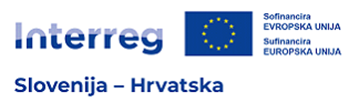 Interreg
Sofinancira
EVROPSKA UNIJA
Sufinancira
EUROPSKA UNIJA
Slovenija – Hrvatska